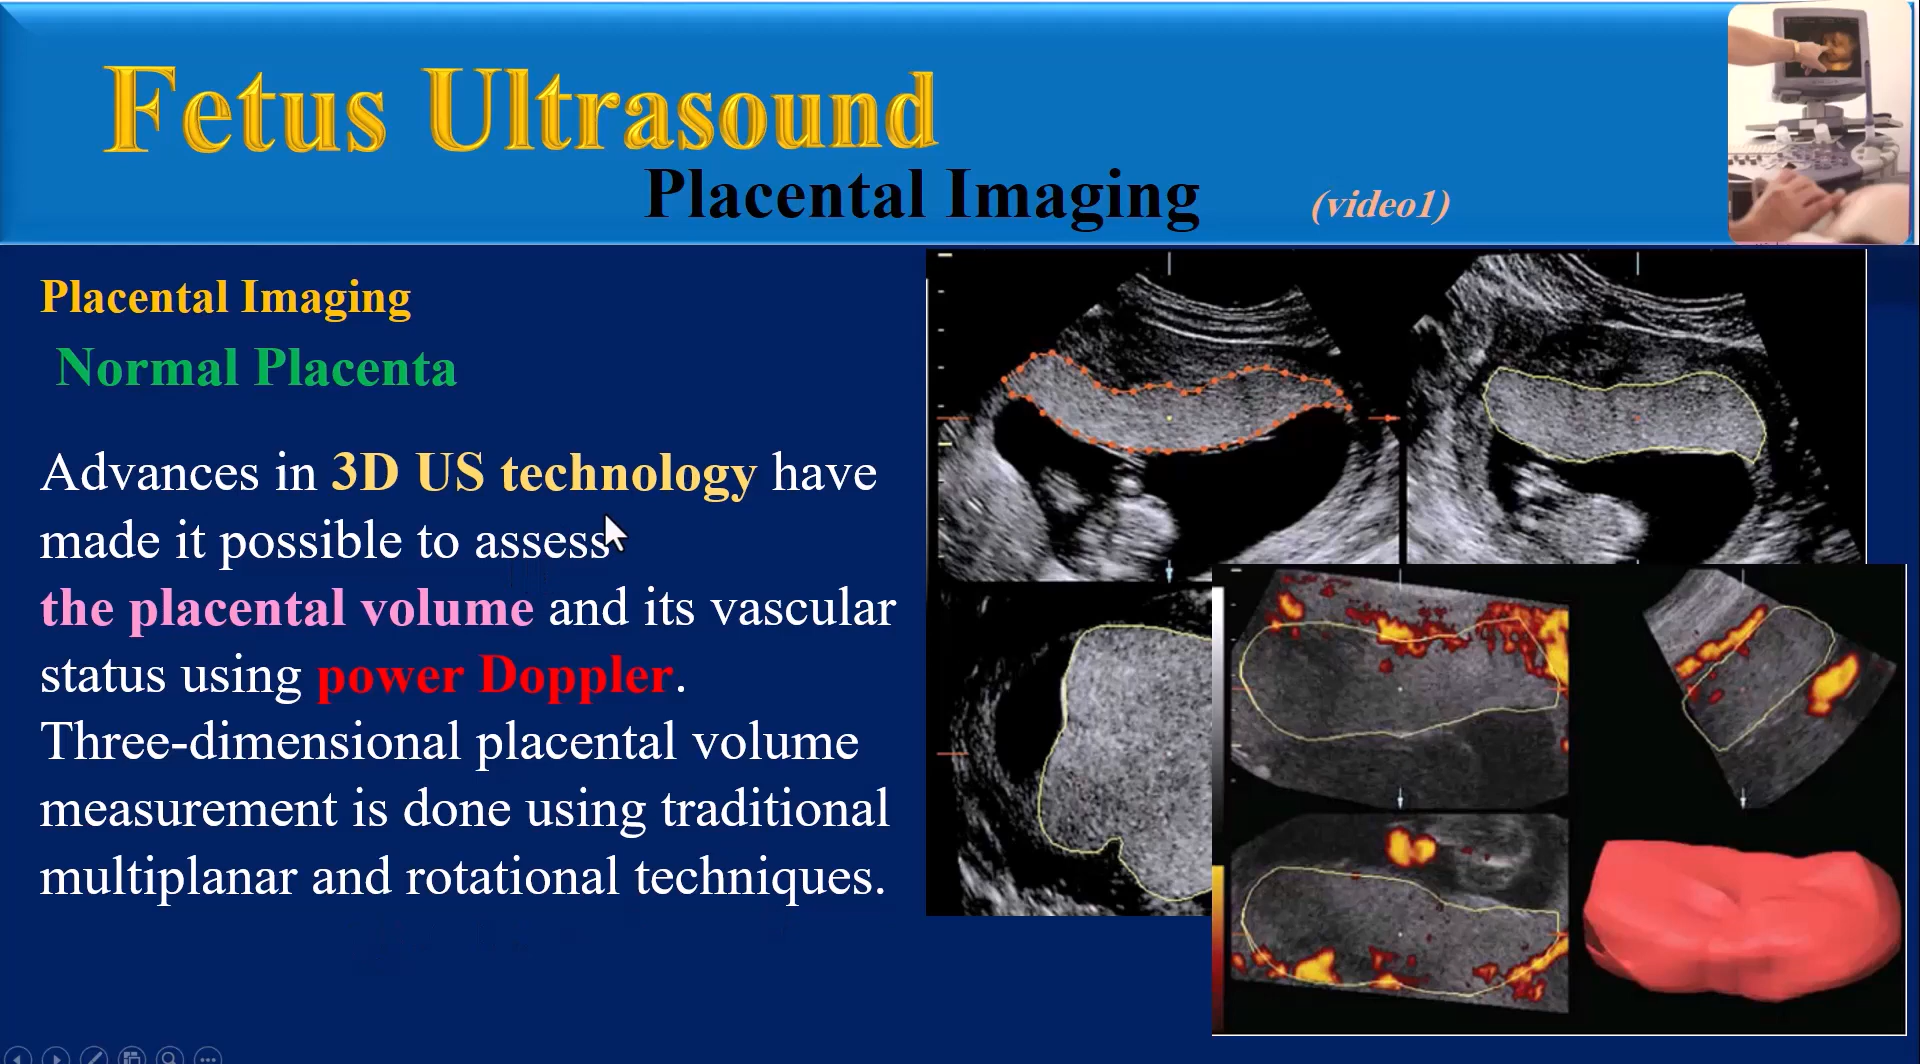 Fetus Ultrasound
Placental Imaging (video1)
Placental Imaging
Normal Placenta
Advances in 3D US technology have
made it possible to assess
the placental volume and its vascular
status using power Doppler.
Three-dimensional placental volume
measurement is done using traditional
multiplanar and rotational techniques.